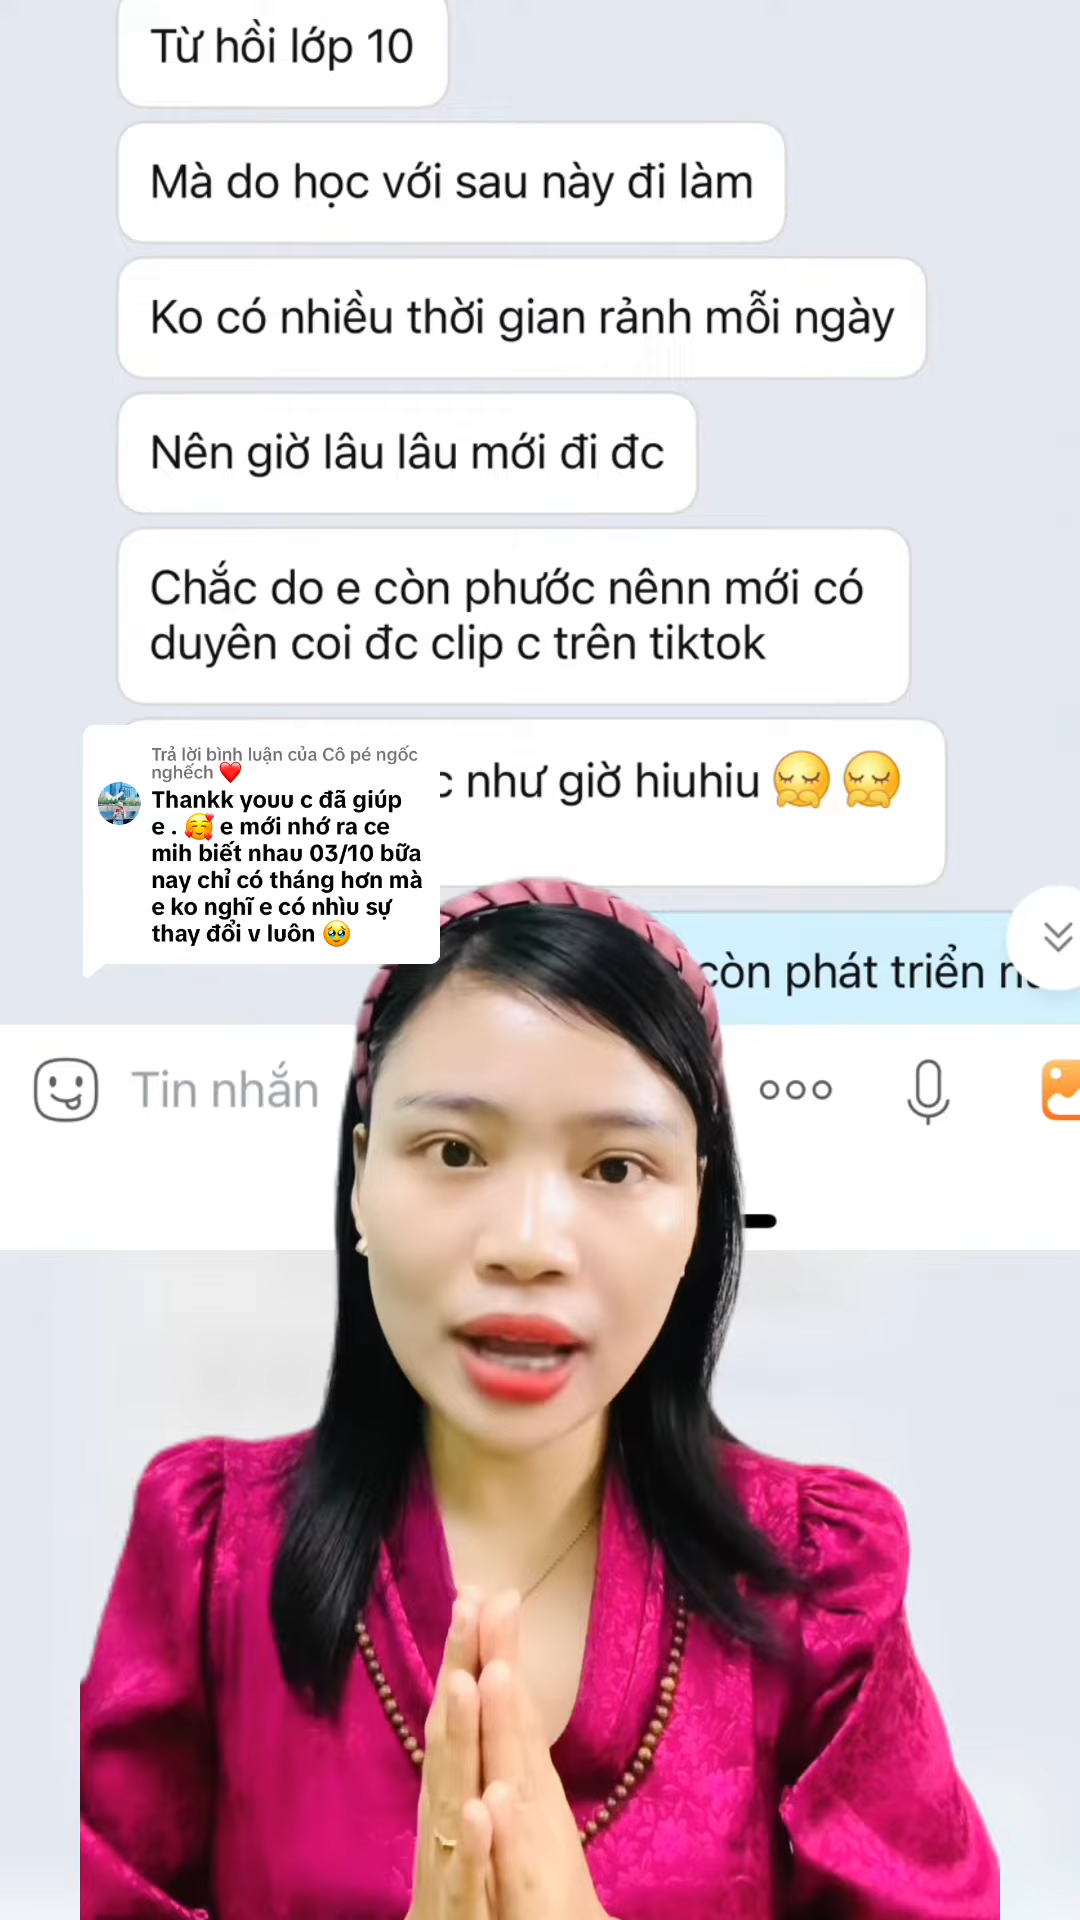 Từ hồi lớp 10
Mà do học với sau này đi làm
Ko có nhiều thời gian rảnh mỗi ngày
Nên giờ lâu lâu mới đi đc
Chắc do e còn phước nênn mới có
duyên coi đc clip c trên tiktok
c như giờ hiuhiu 🤗 🤗
Trả lời bình luận của Cô pé ngốc
nghếch ❤️
Thankk youu c đã giúp
e . 🥰 e mới nhớ ra ce
mih biết nhau 03/10 bữa
nay chỉ có tháng hơn mà
e ko nghĩ e có nhìu sự
thay đổi v luôn 🥹
còn phát triển
Tin nhắn